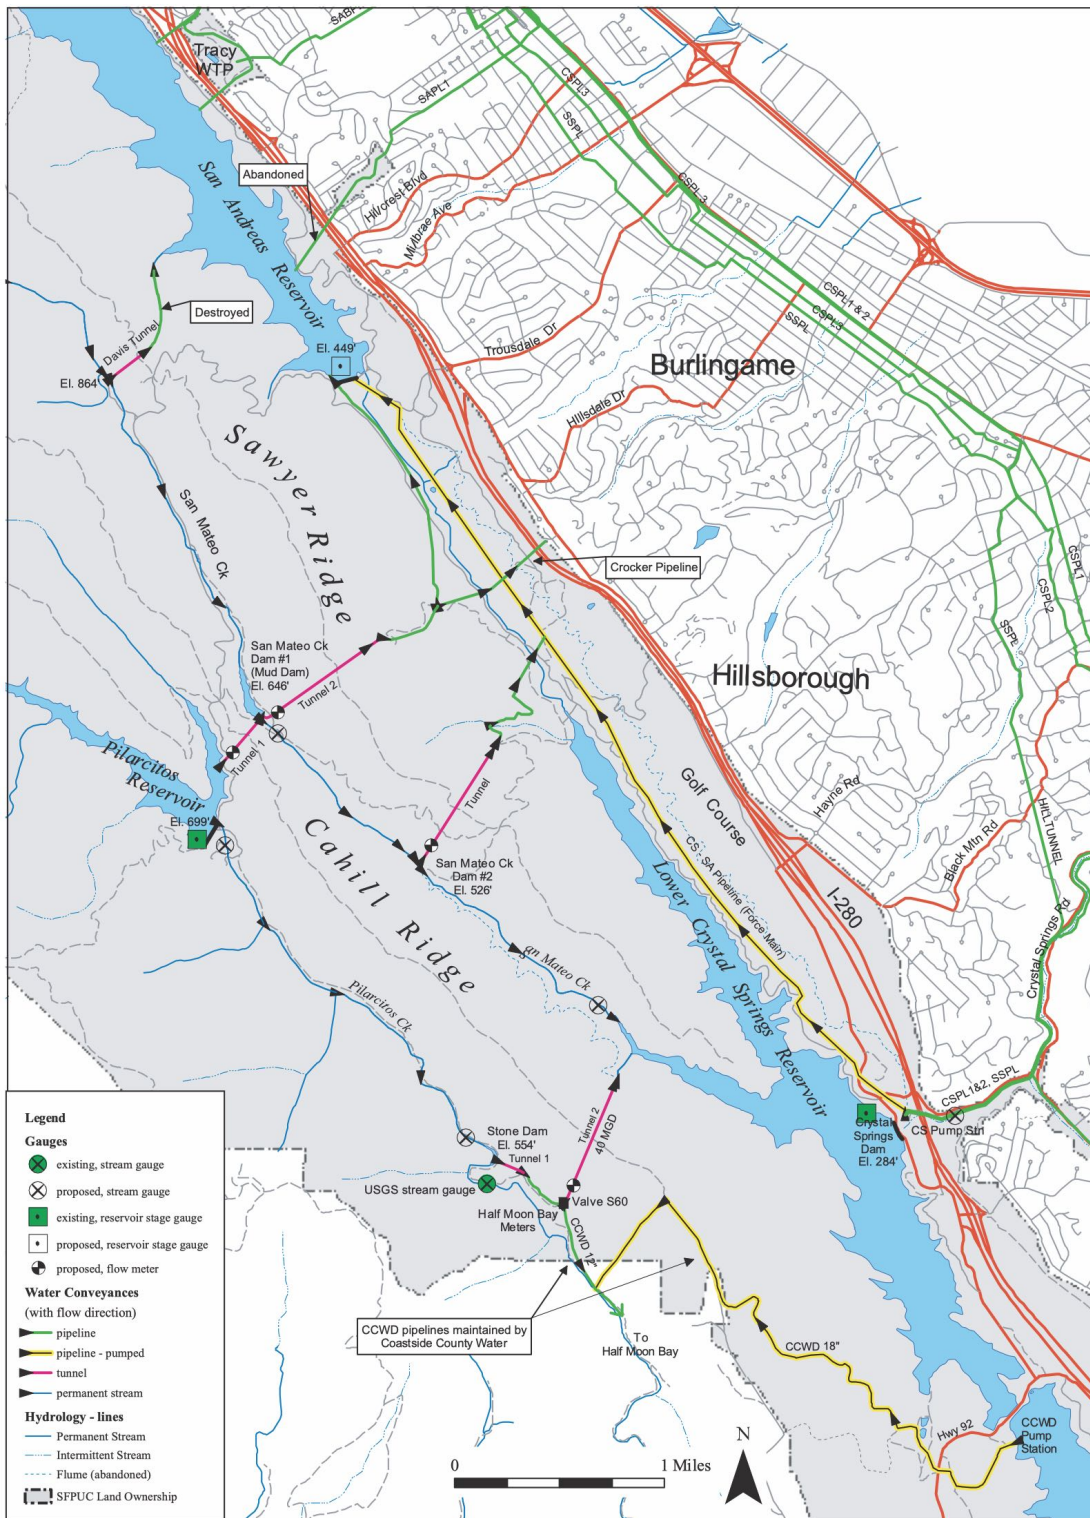 Tracy
WTP
SAPL1
CSPL3
SSPL
Abandoned
Hillcrest Blvd
Millbrae Ave
CSPL-3
San Andreas Reservoir
Destroyed
Davis Tunnel
El. 864'
El. 449'
Trousdale Dr
CSPL1 & 2
CSPL3
SSPL
Burlingame
Hillsdale Dr
Sawyer Ridge
San Mateo Ck
Crocker Pipeline
CSPL1
CSPL2
SSPL
San Mateo Ck
Dam #1
(Mud Dam)
El. 646'
Tunnel 2
Tunnel 1
Hillsborough
Pilarcitos
Reservoir
El. 699'
Tunnel
Golf Course
Hayne Rd
Black Mtn Rd
HILLTUNNEL
San Mateo Ck
Dam #2
El. 526'
Cahill Ridge
CS - SA Pipeline (Force Main)
Lower Crystal Springs Reservoir
I-280
Crystal Springs Rd
an Mateo Ck
Pilarcitos Ck
CSPL1&2, SSPL
CS Pump Stn
Crystal
Springs
Dam
El. 284'
Stone Dam
El. 554'
Tunnel 1
Tunnel 2
40 MGD
USGS stream gauge
Valve S60
Half Moon Bay
Meters
CCWD 12"
CCWD pipelines maintained by
Coastside County Water
To
Half Moon Bay
CCWD 18"
Hwy 92
CCWD
Pump
Station
Legend
Gauges
existing, stream gauge
proposed, stream gauge
existing, reservoir stage gauge
proposed, reservoir stage gauge
proposed, flow meter
Water Conveyances
(with flow direction)
pipeline
pipeline - pumped
tunnel
permanent stream
Hydrology - lines
Permanent Stream
Intermittent Stream
Flume (abandoned)
SFPUC Land Ownership
0 1 Miles
N